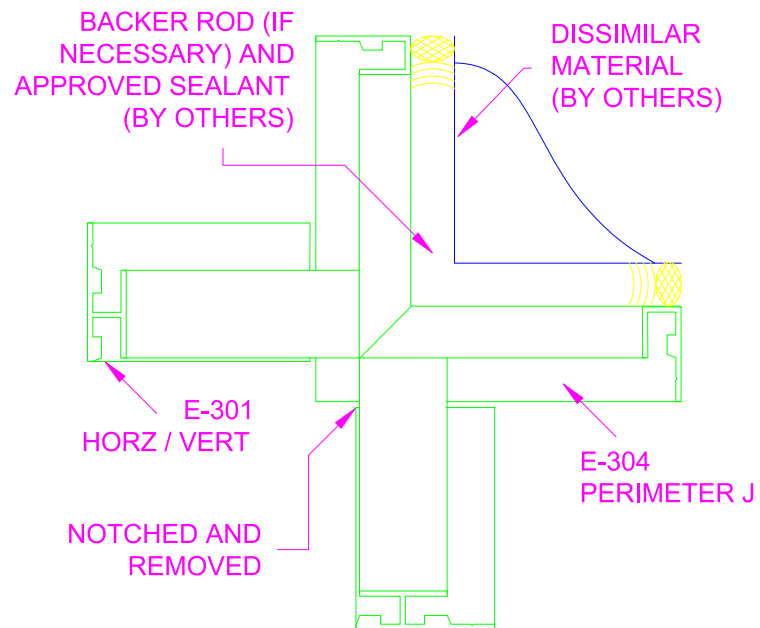 BACKER ROD (IF
NECESSARY) AND
APPROVED SEALANT
(BY OTHERS)
DISSIMILAR
MATERIAL
(BY OTHERS)
E-301
HORZ / VERT
E-304
PERIMETER J
NOTCHED AND
REMOVED